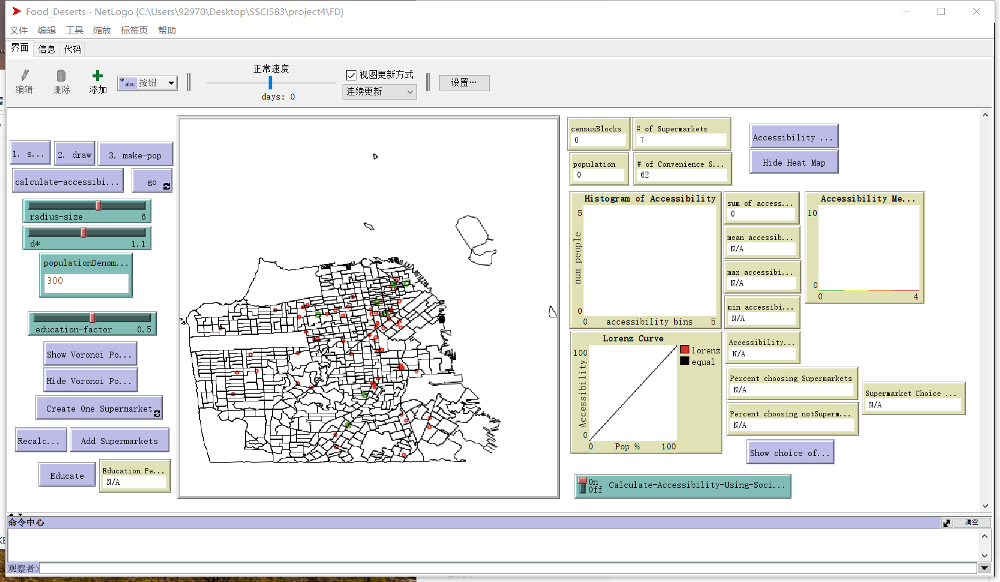 Food_Deserts - NetLogo {C:\Users\92970\Desktop\SSCI583\project4\FD}
文件 编辑 工具 缩放 标签页 帮助
界面 信息 代码
编辑 删除 添加 abc 按钮
正常速度
days: 0
视图更新方式
连续更新
设置…
1. s... 2. draw 3. make-pop
calculate-accessibi... go
radius-size 6
d* 1.1
populationDenom...
300
education-factor 0.5
Show Voronoi Po...
Hide Voronoi Po...
Create One Supermarket
Recalc... Add Supermarkets
Educate
Education Pe...
N/A
censusBlocks
0
# of Supermarkets
7
population
0
# of Convenience S...
62
Accessibility ...
Hide Heat Map
Histogram of Accessibility
5
num people
0
0 accessibility bins 5
sum of access...
0
mean accessib...
N/A
max accessibi...
N/A
min accessibi...
N/A
Accessibility...
N/A
Accessibility Me...
10
0
0 4
Lorenz Curve
100
Accessibility
0
0 Pop % 100
lorenz
equal
Percent choosing Supermarkets
N/A
Percent choosing notSuperm...
N/A
Supermarket Choice ...
N/A
Show choice of...
On
Off
Calculate-Accessibility-Using-Soci...
命令中心
清空
观察者>